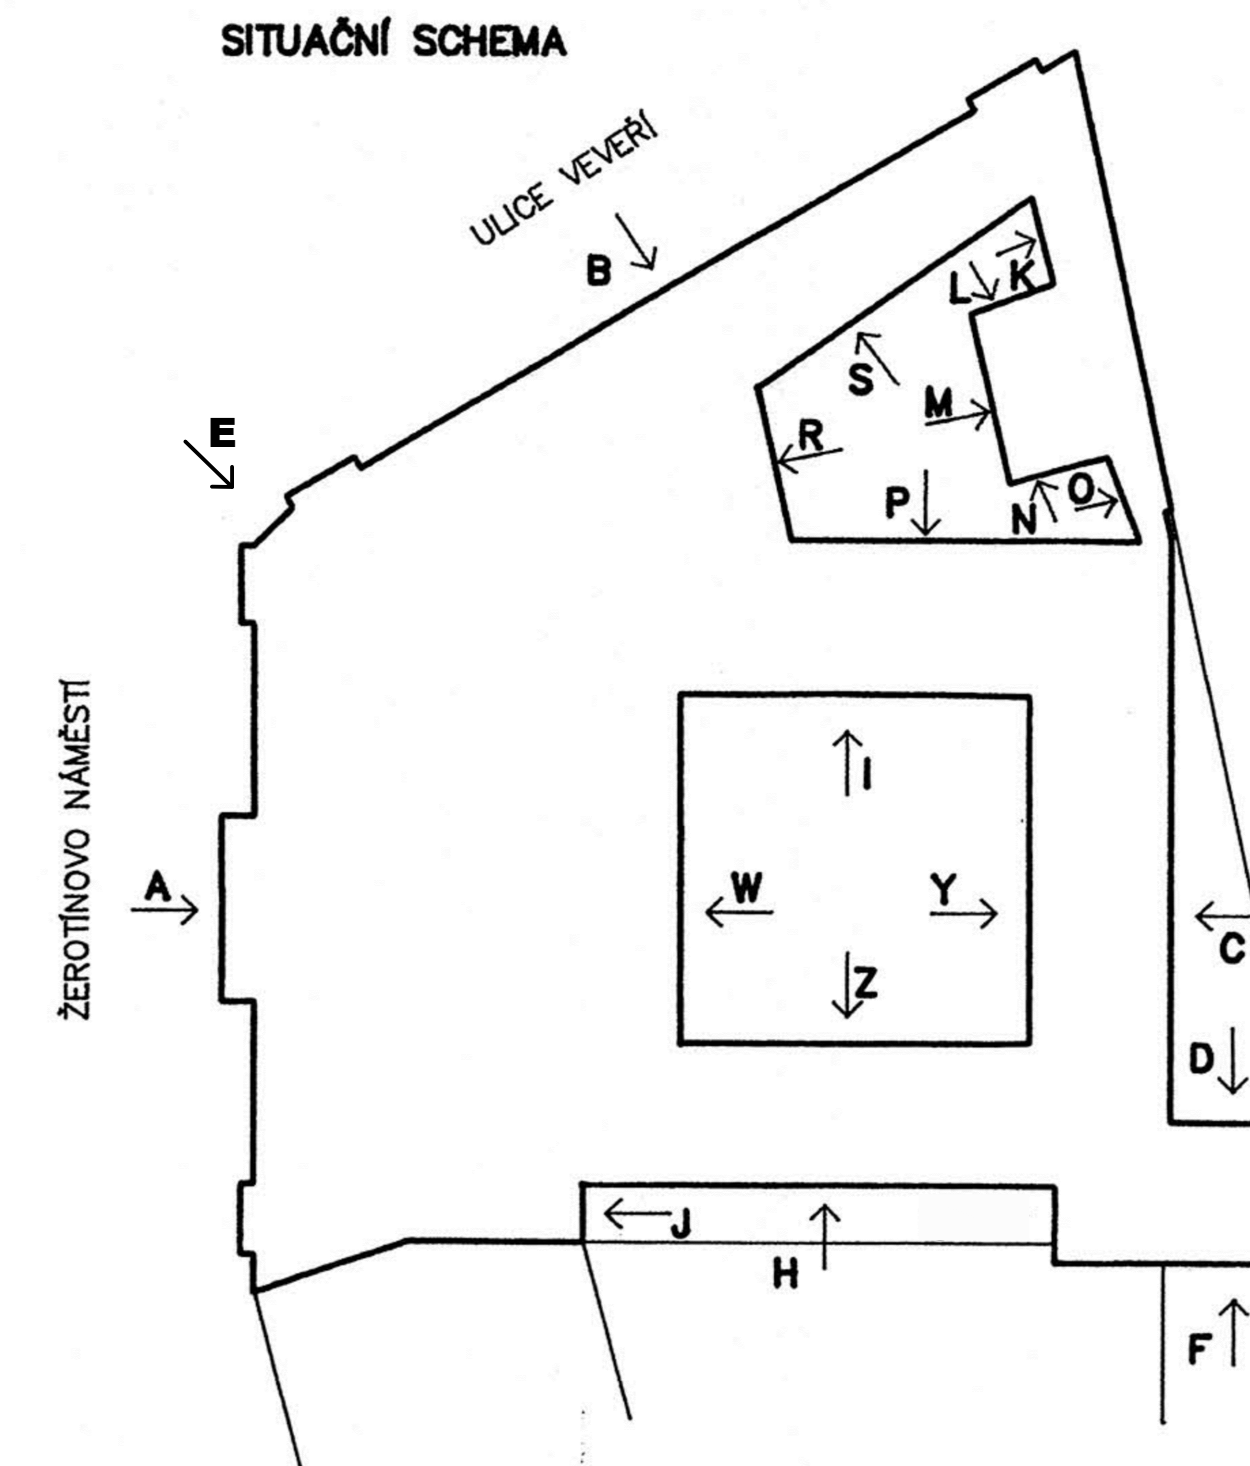 SITUAČNÍ SCHEMA
ULICE VEVEŘÍ
B
L
K
S
M
E
R
P
N
O
ŽEROTÍNOVO NÁMĚSTÍ
I
A
W
Y
C
Z
D
J
H
F